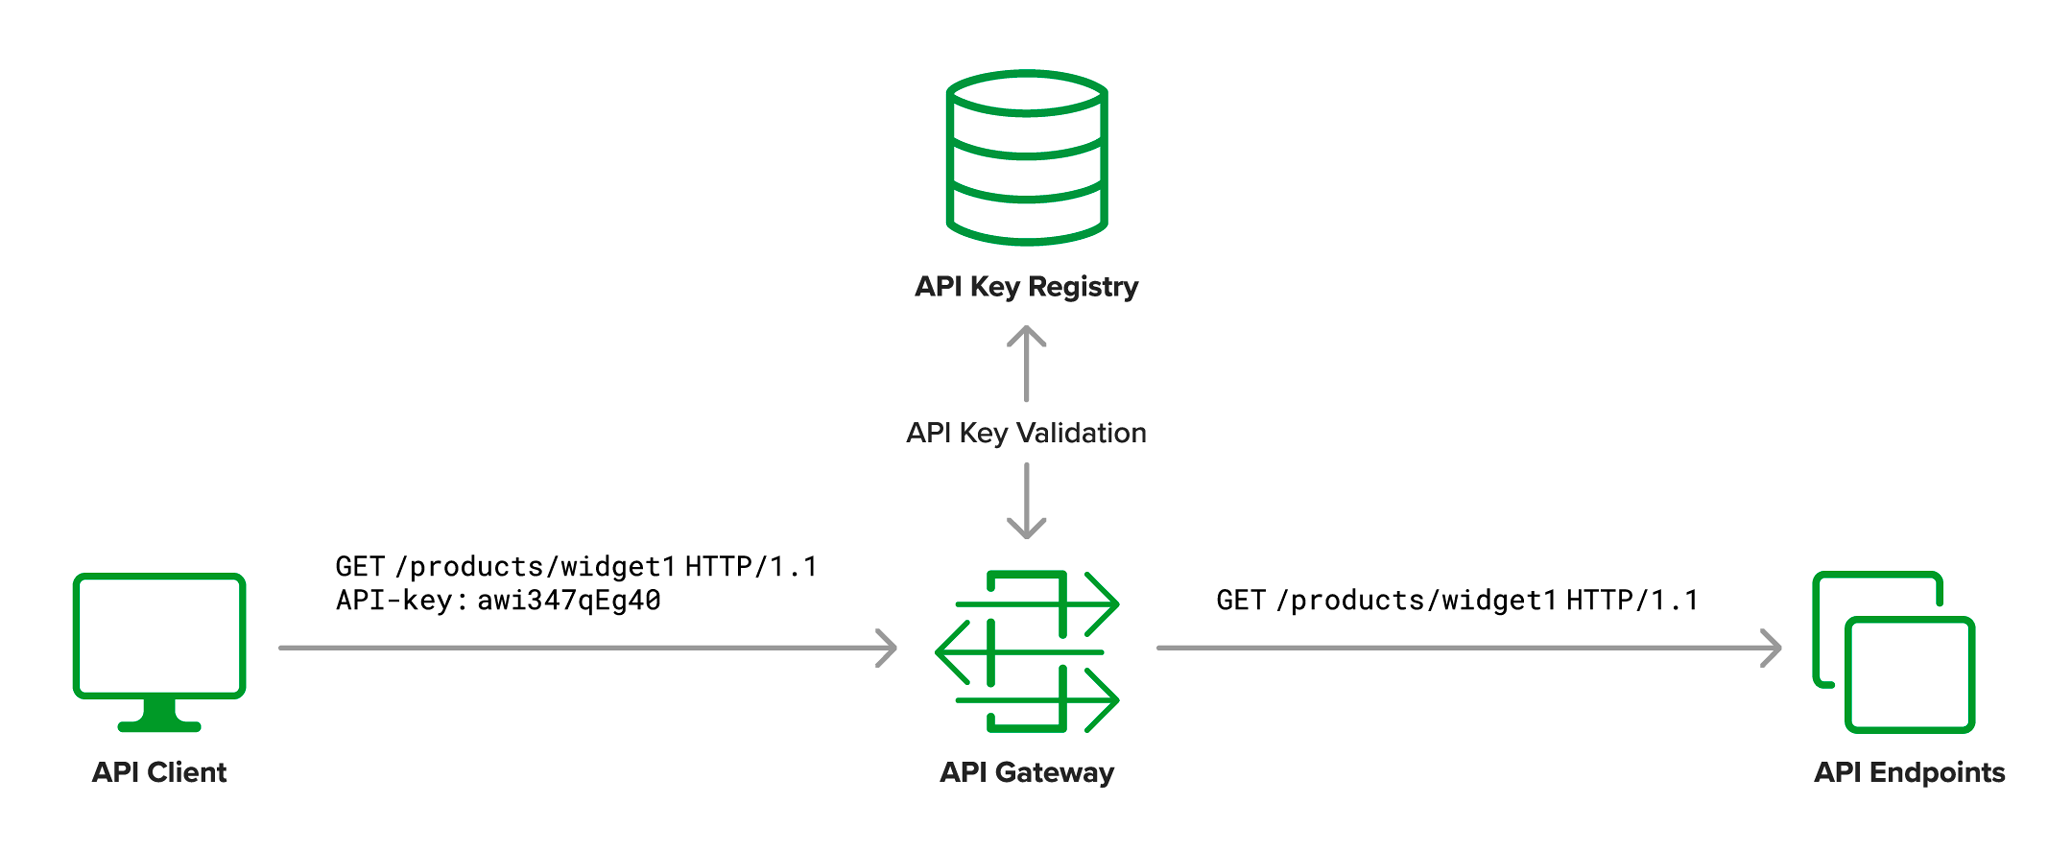 API Key Registry
API Key Validation
GET /products/widget1 HTTP/1.1
API-key: awi347qEg40
GET /products/widget1 HTTP/1.1
API Client
API Gateway
API Endpoints